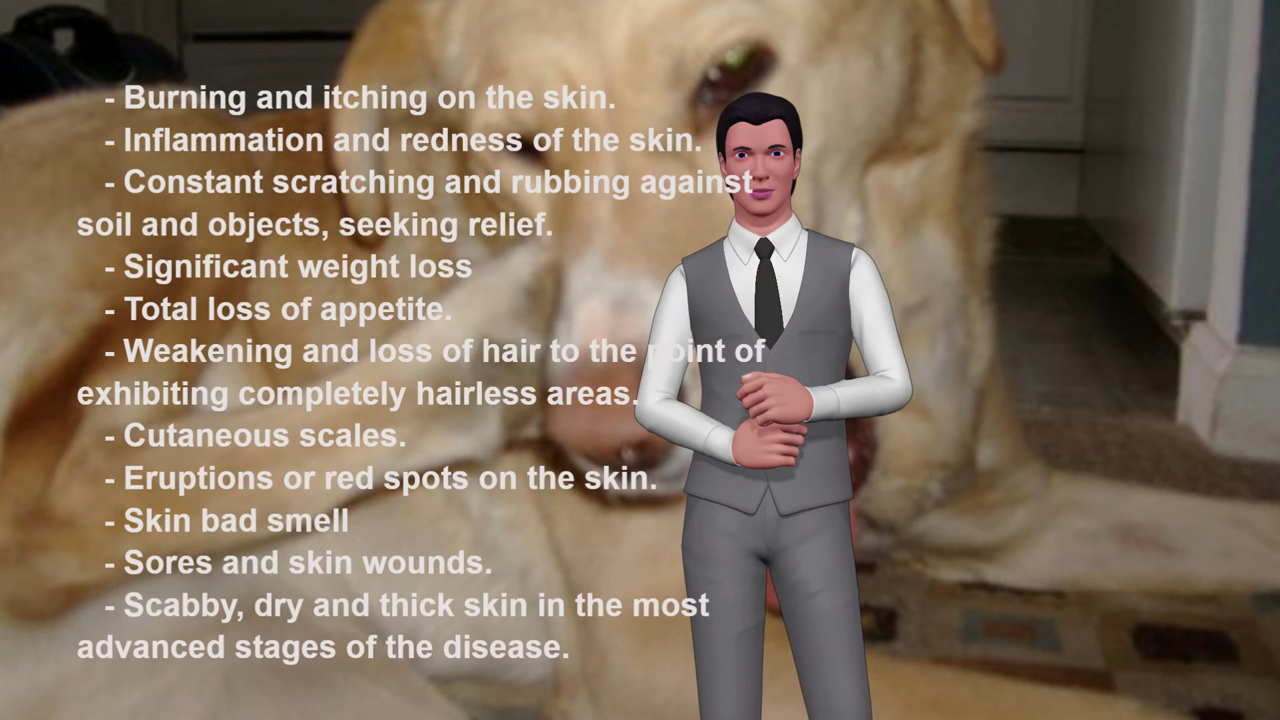 - Burning and itching on the skin.
- Inflammation and redness of the skin.
- Constant scratching and rubbing against
soil and objects, seeking relief.
- Significant weight loss
- Total loss of appetite.
- Weakening and loss of hair to the point of
exhibiting completely hairless areas.
- Cutaneous scales.
- Eruptions or red spots on the skin.
- Skin bad smell
- Sores and skin wounds.
- Scabby, dry and thick skin in the most
advanced stages of the disease.